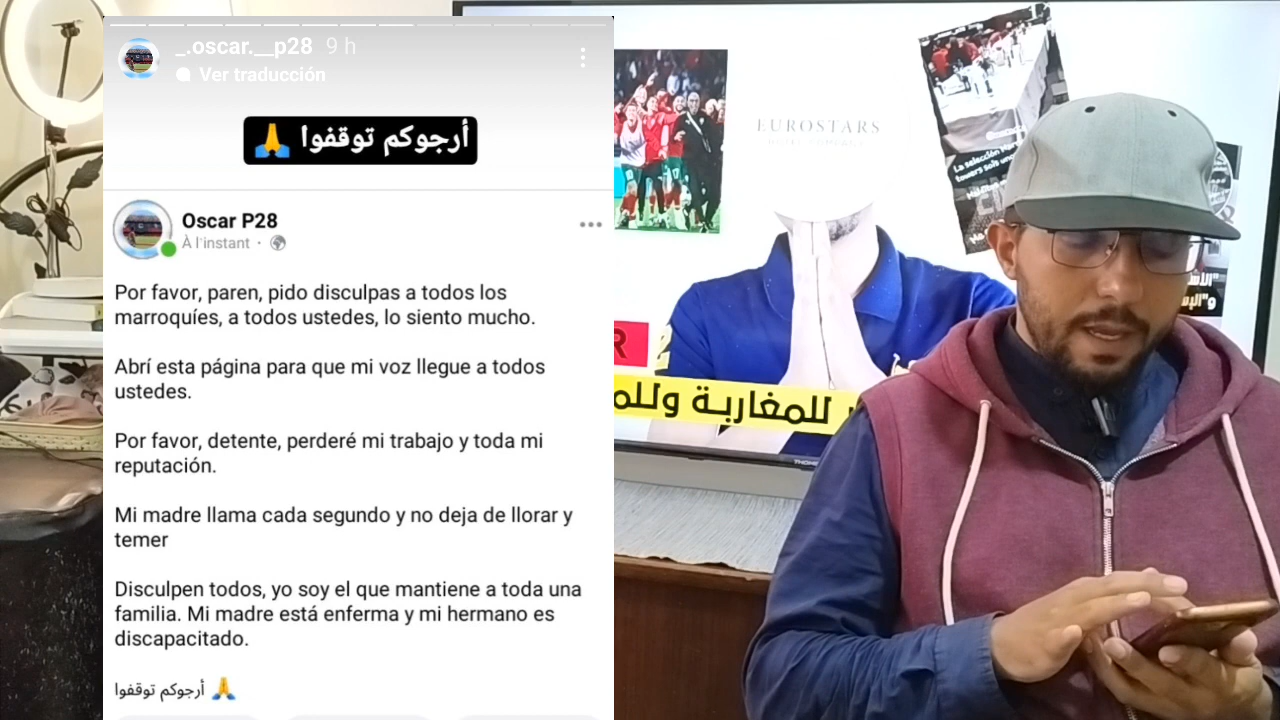 _.oscar.__p28 9 h
Ver traducción
أرجوكم توقفوا 🙏
Oscar P28
À l'instant ·
Por favor, paren, pido disculpas a todos los
marroquíes, a todos ustedes, lo siento mucho.
Abrí esta página para que mi voz llegue a todos
ustedes.
Por favor, detente, perderé mi trabajo y toda mi
reputación.
Mi madre llama cada segundo y no deja de llorar y
temer
Disculpen todos, yo soy el que mantiene a toda una
familia. Mi madre está enferma y mi hermano es
discapacitado.
أرجوكم توقفوا 🙏
EUROSTARS
La selección
للمغاربة
THOMSON